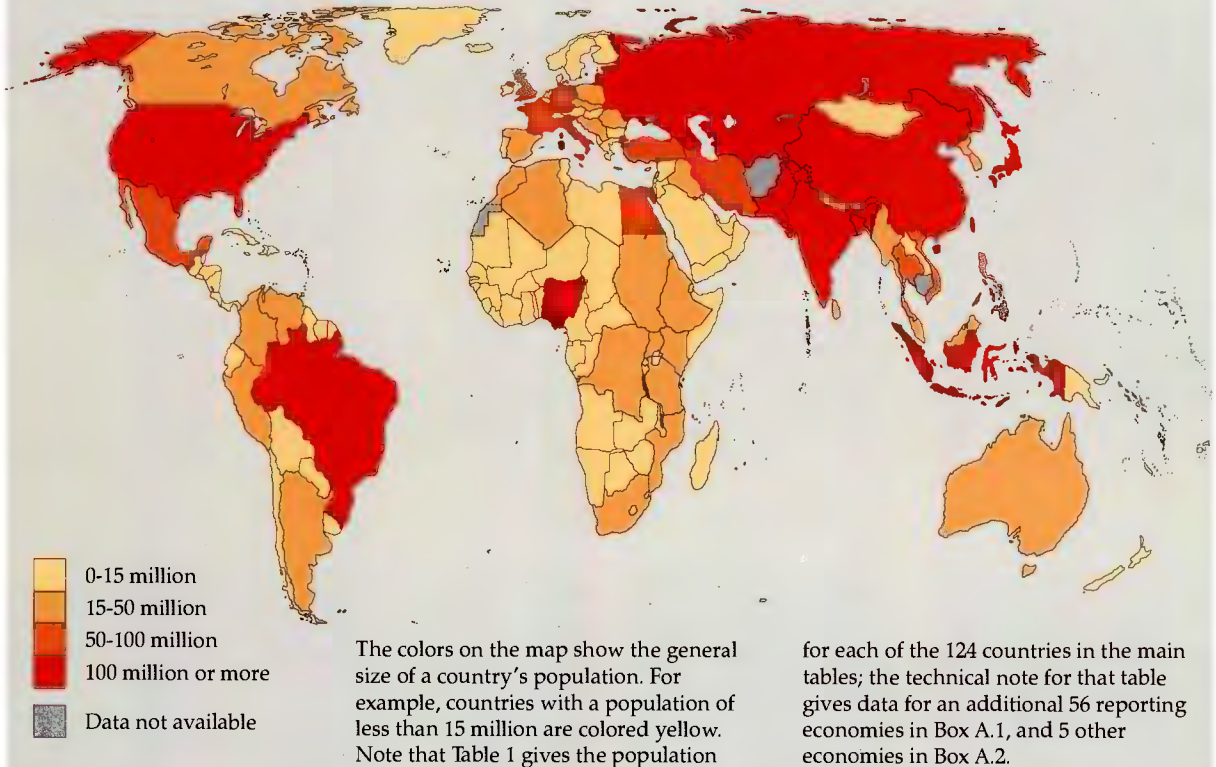 0-15 million
15-50 million
50-100 million
100 million or more
Data not available
The colors on the map show the general
size of a country's population. For
example, countries with a population of
less than 15 million are colored yellow.
Note that Table 1 gives the population
for each of the 124 countries in the main
tables; the technical note for that table
gives data for an additional 56 reporting
economies in Box A.1, and 5 other
economies in Box A.2.